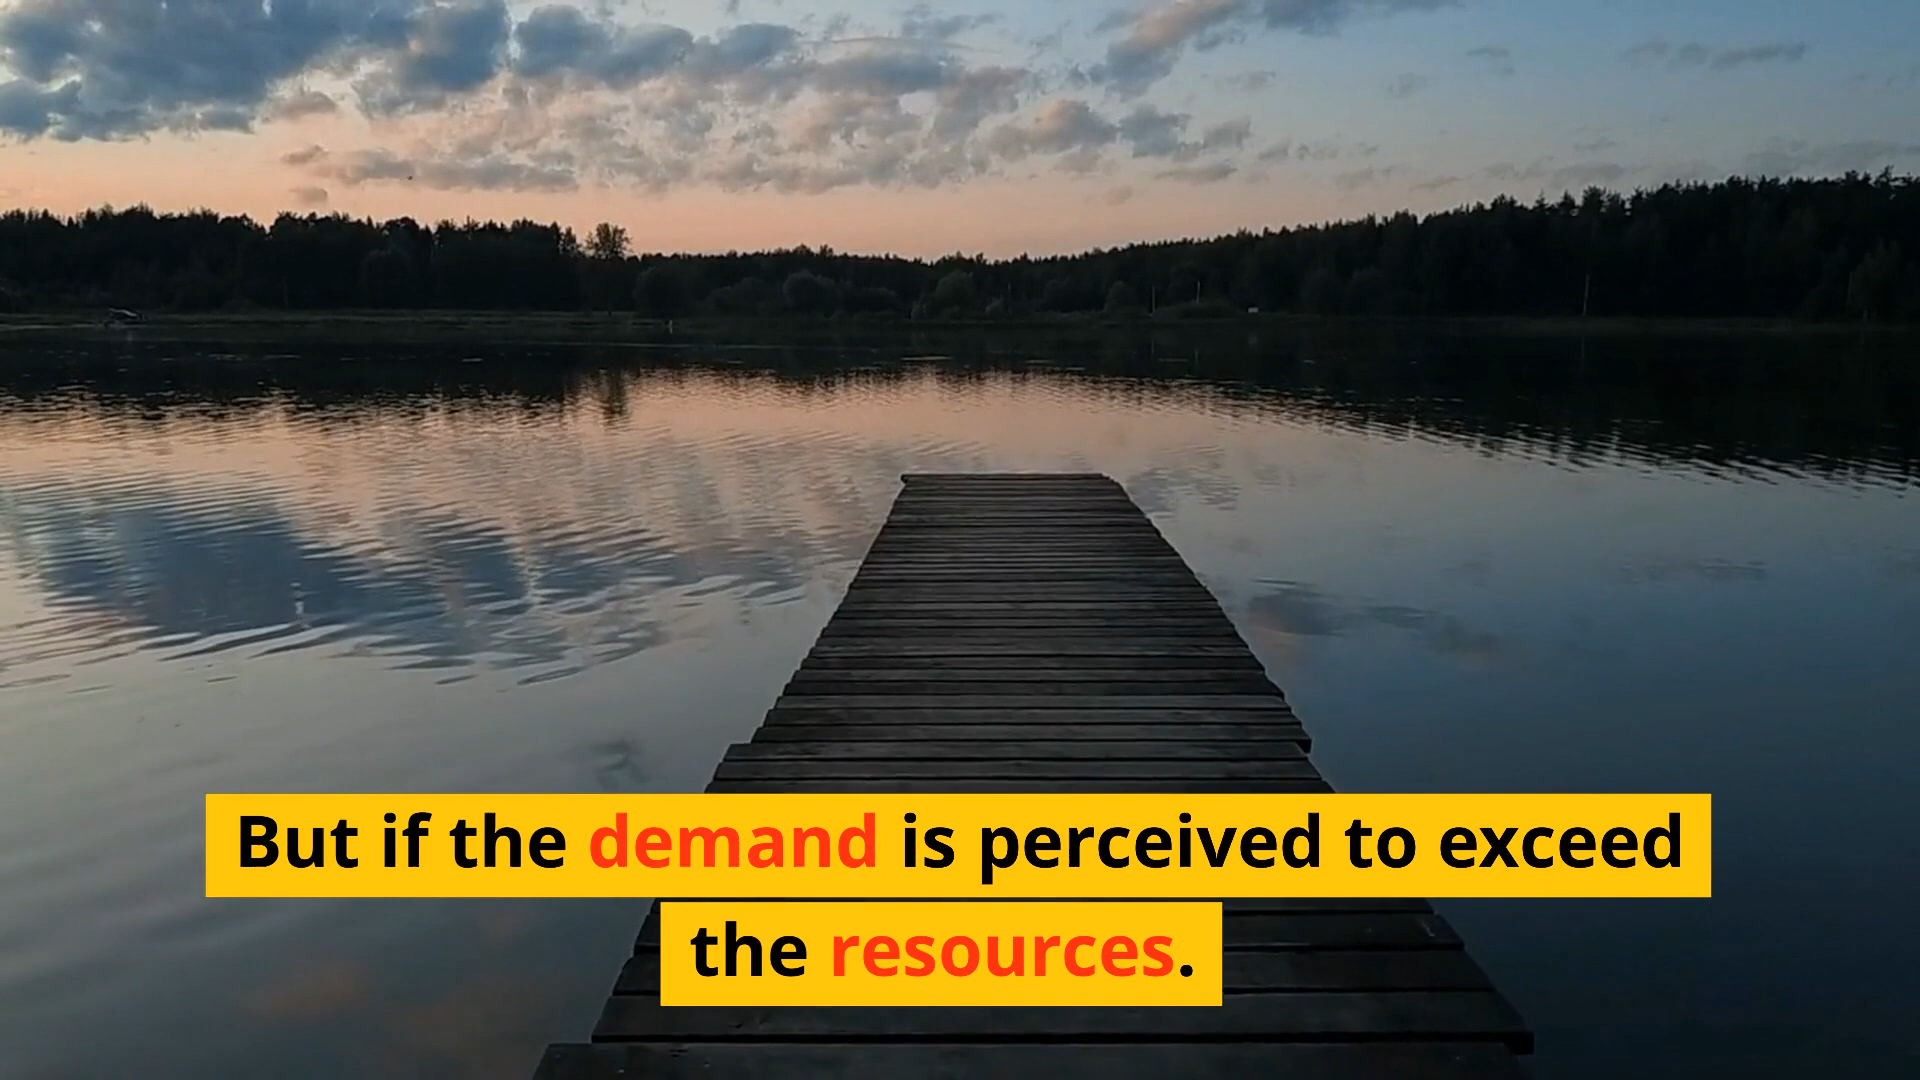 But if the demand is perceived to exceed
the resources.